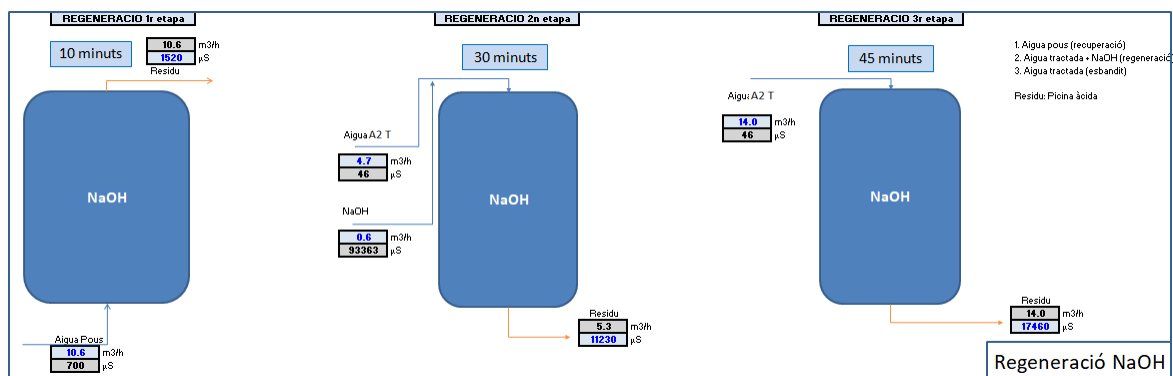 REGENERACIO 1r etapa
10 minuts
10.6 m3/h
1520 µS
Residu
NaOH
Aigua Pous
10.6 m3/h
700 µS
REGENERACIO 2n etapa
30 minuts
Aigua A2 T
4.7 m3/h
46 µS
NaOH
0.6 m3/h
93363 µS
NaOH
Residu
5.3 m3/h
11230 µS
REGENERACIO 3r etapa
45 minuts
Aigua A2 T
14.0 m3/h
46 µS
NaOH
Residu
14.0 m3/h
17460 µS
1. Aigua pous (recuperació)
2. Aigua tractada + NaOH (regeneració)
3. Aigua tractada (esbandit)
Residu: Picina àcida
Regeneració NaOH